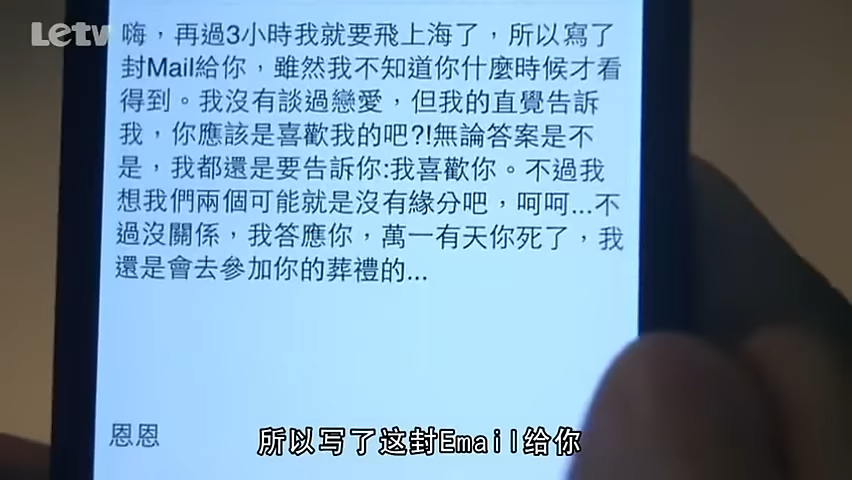 Letv
嗨，再過3小時我就要飛上海了，所以寫了
封Mail給你，雖然我不知道你什麼時候才看
得到。我沒有談過戀愛，但我的直覺告訴
我，你應該是喜歡我的吧?!無論答案是不
是，我都還是要告訴你:我喜歡你。不過我
想我們兩個可能就是沒有緣分吧，呵呵...不
過沒關係，我答應你，萬一有天你死了，我
還是會去參加你的葬禮的...
恩恩
所以写了这封Email给你